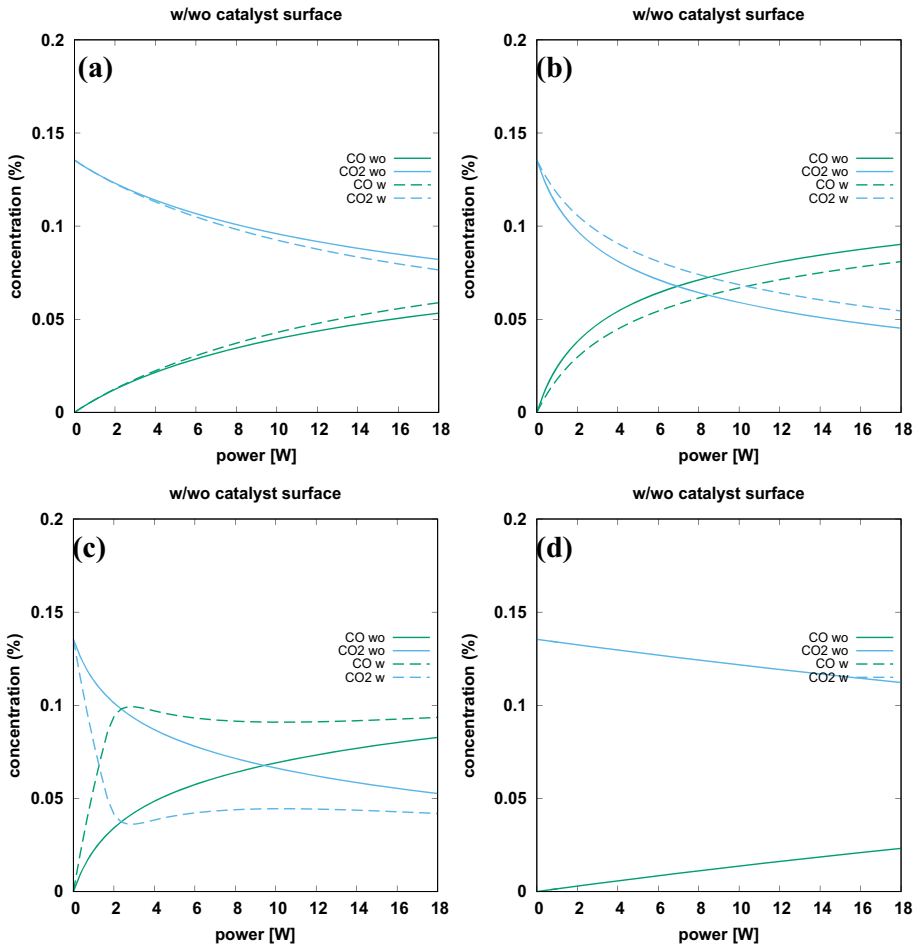 w/wo catalyst surface
(a)
0.2
0.15
0.1
0.05
0
concentration (%)
CO wo
CO2 wo
CO w
CO2 w
0 2 4 6 8 10 12 14 16 18
power [W]
w/wo catalyst surface
(b)
0.2
0.15
0.1
0.05
0
concentration (%)
CO wo
CO2 wo
CO w
CO2 w
0 2 4 6 8 10 12 14 16 18
power [W]
w/wo catalyst surface
(c)
0.2
0.15
0.1
0.05
0
concentration (%)
CO wo
CO2 wo
CO w
CO2 w
0 2 4 6 8 10 12 14 16 18
power [W]
w/wo catalyst surface
(d)
0.2
0.15
0.1
0.05
0
concentration (%)
CO wo
CO2 wo
CO w
CO2 w
0 2 4 6 8 10 12 14 16 18
power [W]